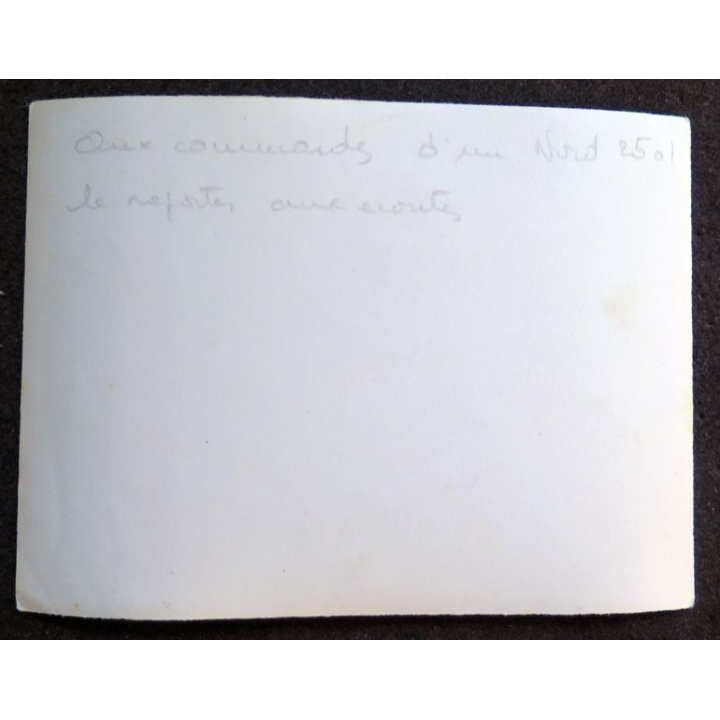 Aux commandes d'un Nord 2501
le reporter aux écoutes